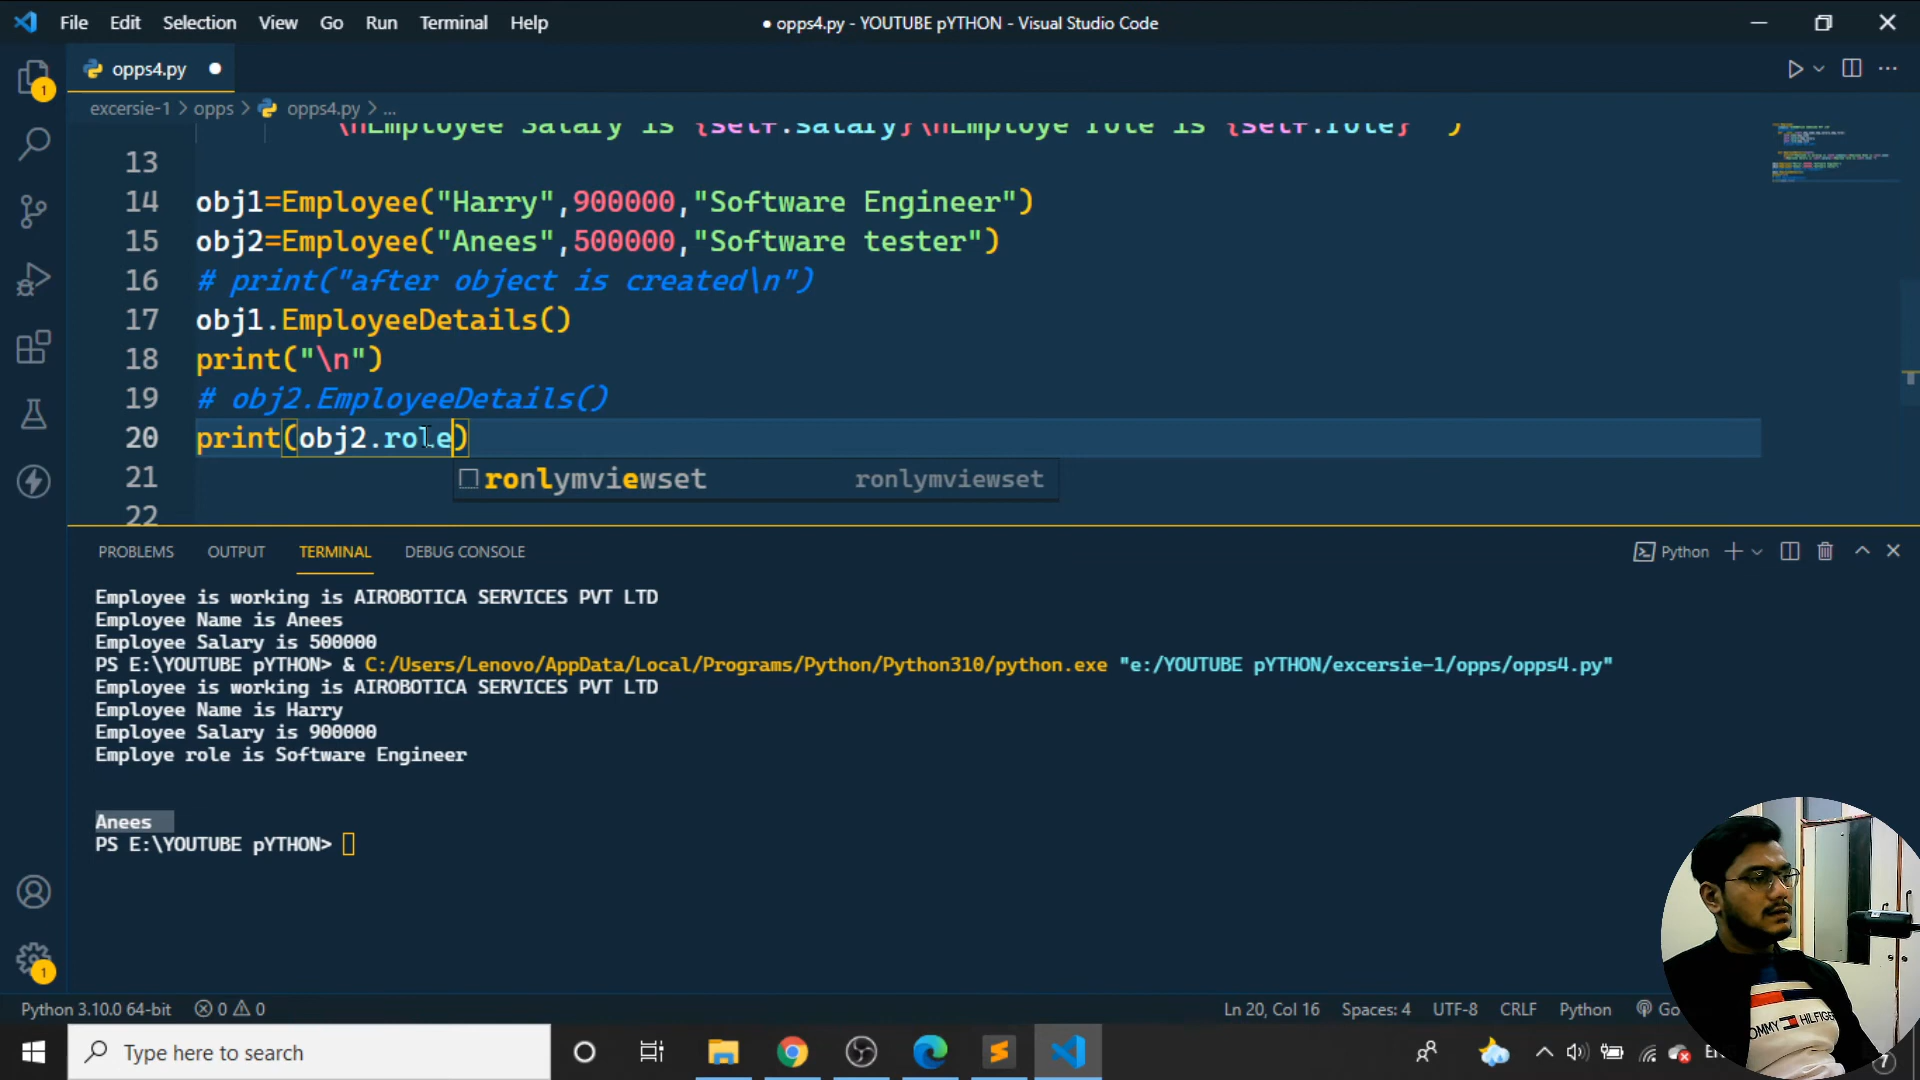 File Edit Selection View Go Run Terminal Help
● opps4.py - YOUTUBE pYTHON - Visual Studio Code
opps4.py
excersie-1 > opps > opps4.py > ...
\nEmployee Salary is {self.salary}\nEmploye role is {self.role}
13
14 obj1=Employee("Harry",900000,"Software Engineer")
15 obj2=Employee("Anees",500000,"Software tester")
16 # print("after object is created\n")
17 obj1.EmployeeDetails()
18 print("\n")
19 # obj2.EmployeeDetails()
20 print(obj2.role)
ronlymviewset ronlymviewset
21
22
PROBLEMS OUTPUT TERMINAL DEBUG CONSOLE
Python
Employee is working is AIROBOTICA SERVICES PVT LTD
Employee Name is Anees
Employee Salary is 500000
PS E:\YOUTUBE pYTHON> & C:/Users/Lenovo/AppData/Local/Programs/Python/Python310/python.exe "e:/YOUTUBE pYTHON/excersie-1/opps/opps4.py"
Employee is working is AIROBOTICA SERVICES PVT LTD
Employee Name is Harry
Employee Salary is 900000
Employe role is Software Engineer
Anees
PS E:\YOUTUBE pYTHON>
1
1
TOMMY HILFIGER
Python 3.10.0 64-bit 0 0 Ln 20, Col 16 Spaces: 4 UTF-8 CRLF Python Go
Type here to search
7